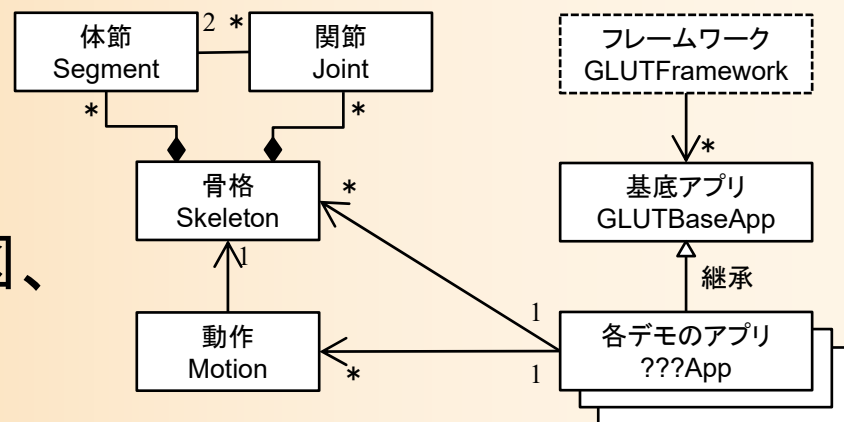 体節
Segment
2 *
関節
Joint
フレームワーク
GLUTFramework
*
*
*
骨格
Skeleton
*
基底アプリ
GLUTBaseApp
、
1
継承
動作
Motion
*
1
1
各デモのアプリ
???App